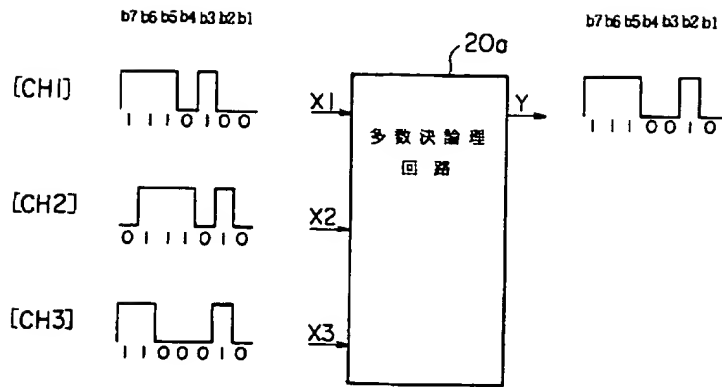 b7 b6 b5 b4 b3 b2 b1
b7 b6 b5 b4 b3 b2 b1
20a
[CH1]
1 1 1 0 1 0 0
X1
多数決論理
回路
Y
1 1 1 0 0 1 0
[CH2]
0 1 1 1 0 1 0
X2
[CH3]
1 1 0 0 0 1 0
X3